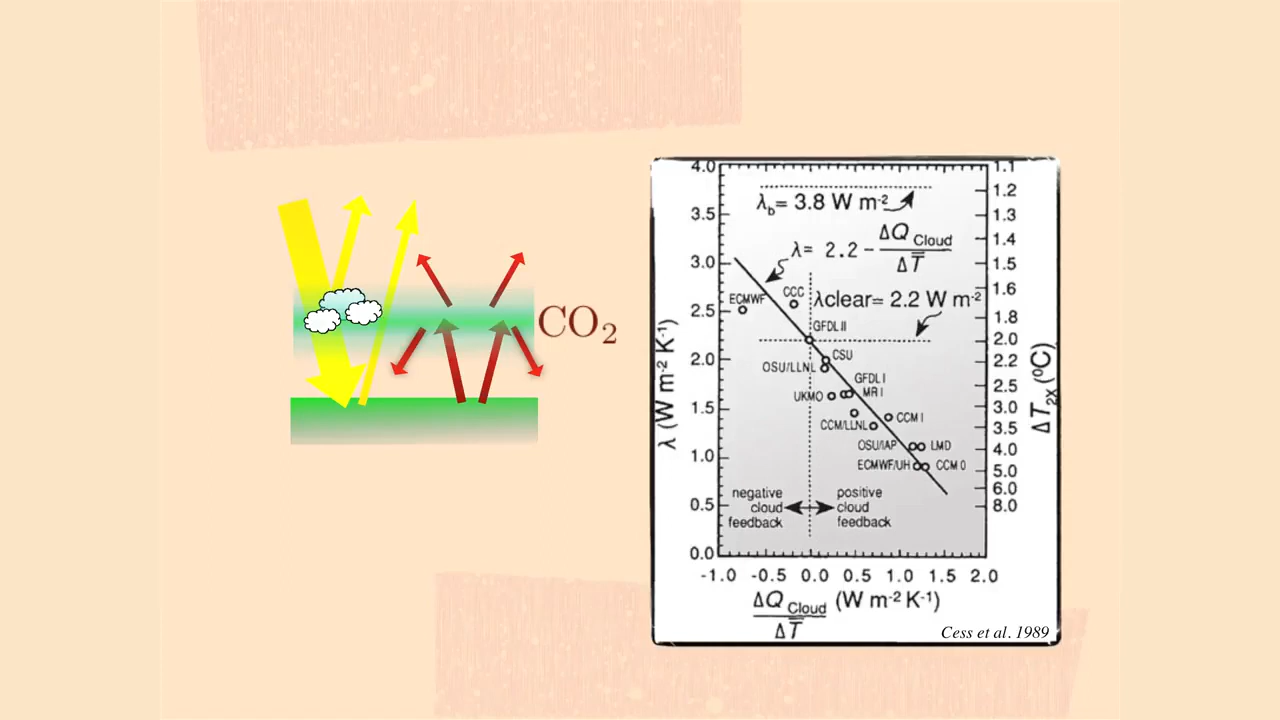 CO2
4.0
3.5
3.0
2.5
2.0
1.5
1.0
0.5
0.0
λ (W m-2 K-1)
λb= 3.8 W m-2
λ= 2.2 - ΔQ Cloud
ΔT
λclear= 2.2 W m-2
ECMWF
CCC
GFDL II
CSU
OSU/LLNL
GFDL I
UKMO
MR I
CCM/LLNL
CCM I
OSU/IAP
LMD
ECMWF/UH
CCM 0
negative
cloud
feedback
positive
cloud
feedback
1.1
1.2
1.3
1.4
1.5
1.6
1.8
2.0
2.2
2.5
3.0
3.5
4.0
5.0
6.0
8.0
ΔT2X (ºC)
-1.0 -0.5 0.0 0.5 1.0 1.5 2.0
ΔQ Cloud (W m-2 K-1)
ΔT
Cess et al. 1989